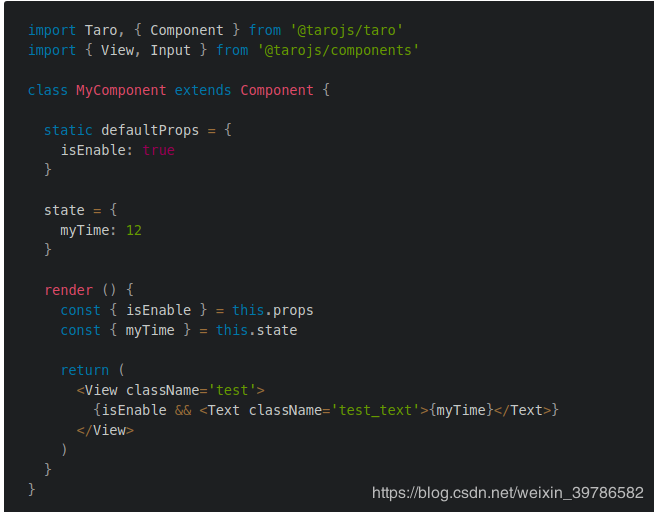 import Taro, { Component } from '@tarojs/taro'
import { View, Input } from '@tarojs/components'
class MyComponent extends Component {
static defaultProps = {
isEnable: true
}
state = {
myTime: 12
}
render () {
const { isEnable } = this.props
const { myTime } = this.state
return (
<View className='test'>
{isEnable && <Text className='test_text'>{myTime}</Text>}
</View>
)
}
}
https://blog.csdn.net/weixin_39786582